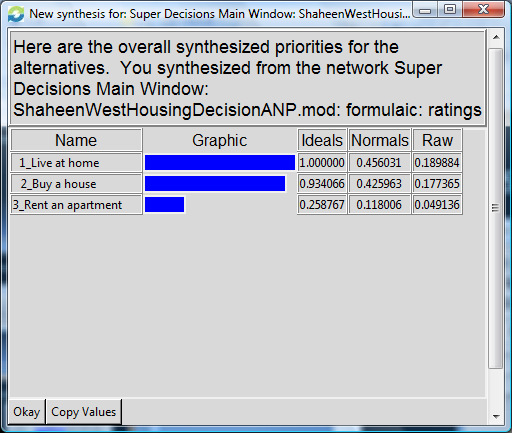 New synthesis for: Super Decisions Main Window: ShaheenWestHousi...
Here are the overall synthesized priorities for the
alternatives. You synthesized from the network Super
Decisions Main Window:
ShaheenWestHousingDecisionANP.mod: formulaic: ratings
Name Graphic Ideals Normals Raw
1_Live at home 1.000000 0.456031 0.189884
2_Buy a house 0.934066 0.425963 0.177365
3_Rent an apartment 0.258767 0.118006 0.049136
Okay Copy Values